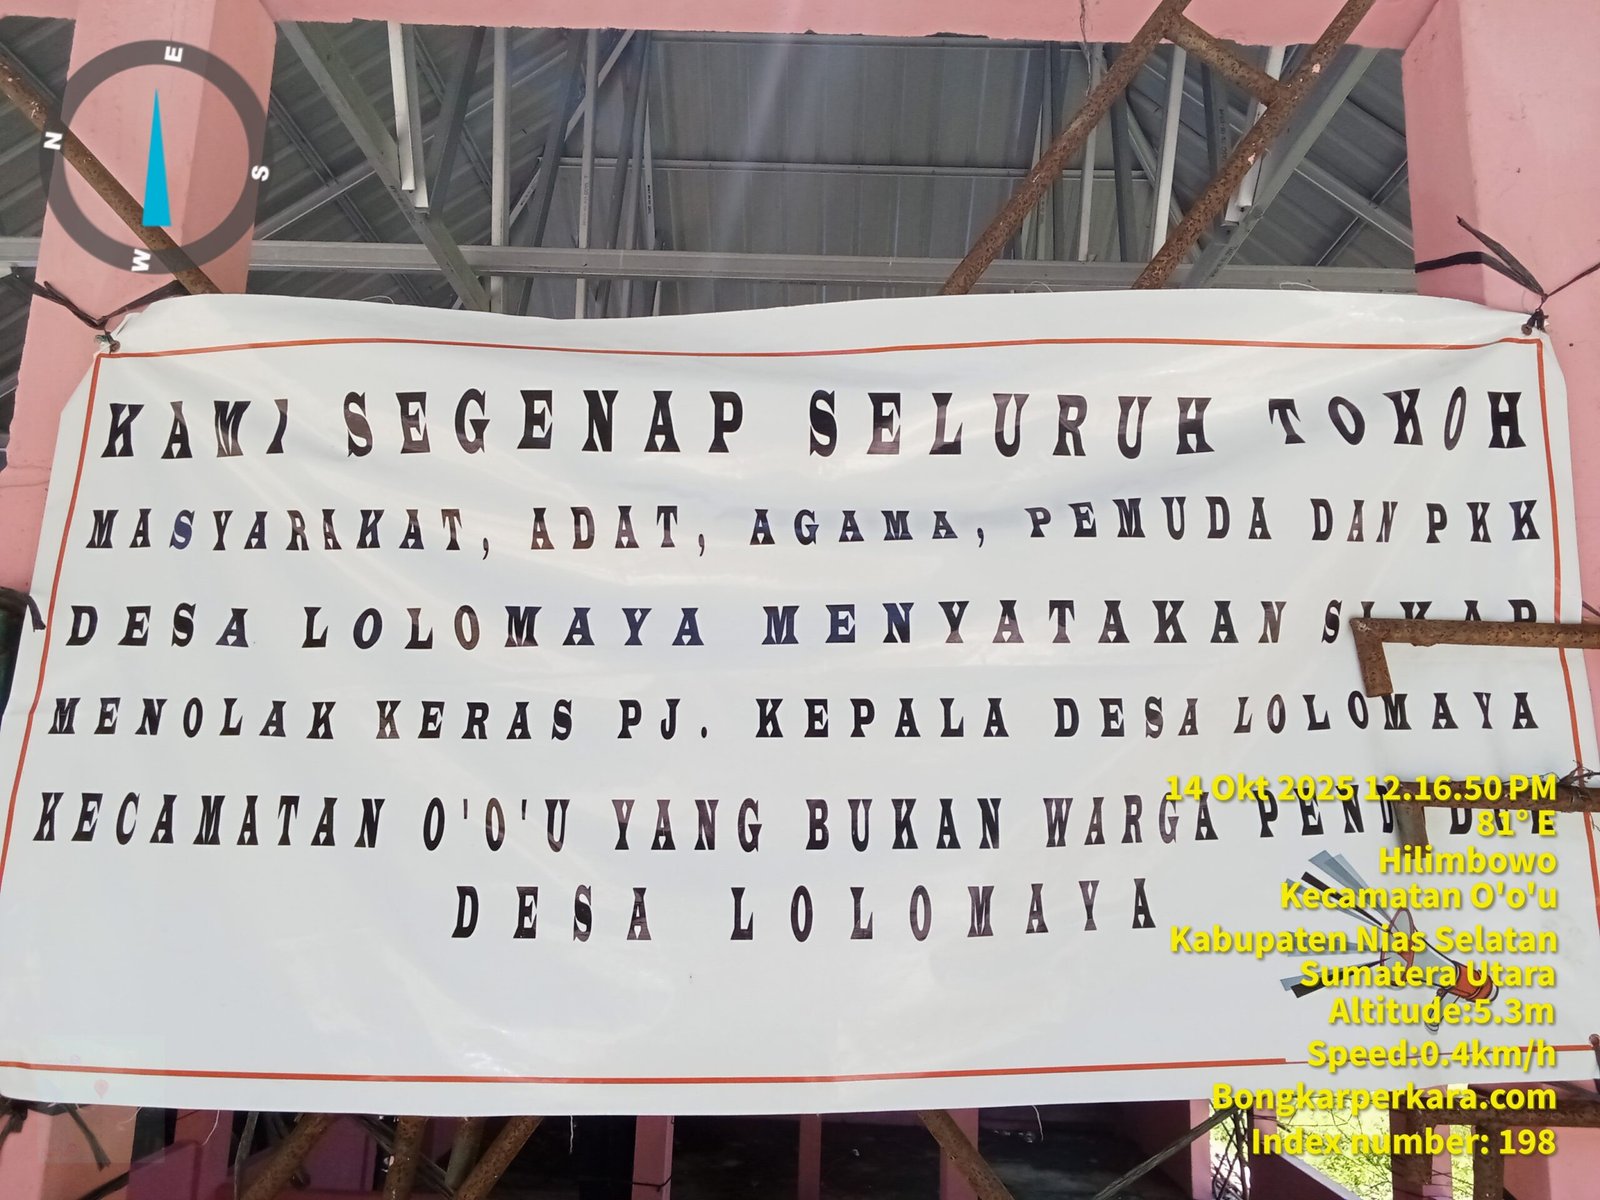 E
N
S
W
KAMI SEGENAP SELURUH TOKOH
MASYARAKAT, ADAT, AGAMA, PEMUDA DAN PKK
DESA LOLOMAYA MENYATAKAN SIKAP
MENOLAK KERAS PJ. KEPALA DESA LOLOMAYA
KECAMATAN O'O'U YANG BUKAN WARGA
DESA LOLOMAYA
14 Okt 2025 12.16.50 PM
81° E
Hilimbowo
Kecamatan O'o'u
Kabupaten Nias Selatan
Sumatera Utara
Altitude:5.3m
Speed:0.4km/h
Bongkarperkara.com
Index number: 198